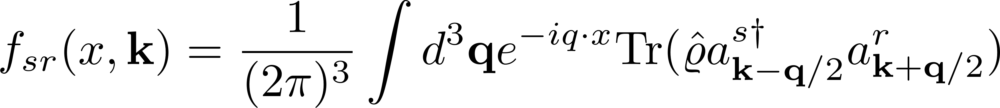 f_{sr}(x, \mathbf{k}) = \frac{1}{(2\pi)^3} \int d^3\mathbf{q} e^{-iq \cdot x} \mathrm{Tr}(\hat{\varrho} a^{s\dagger}_{\mathbf{k}-\mathbf{q}/2} a^{r}_{\mathbf{k}+\mathbf{q}/2})